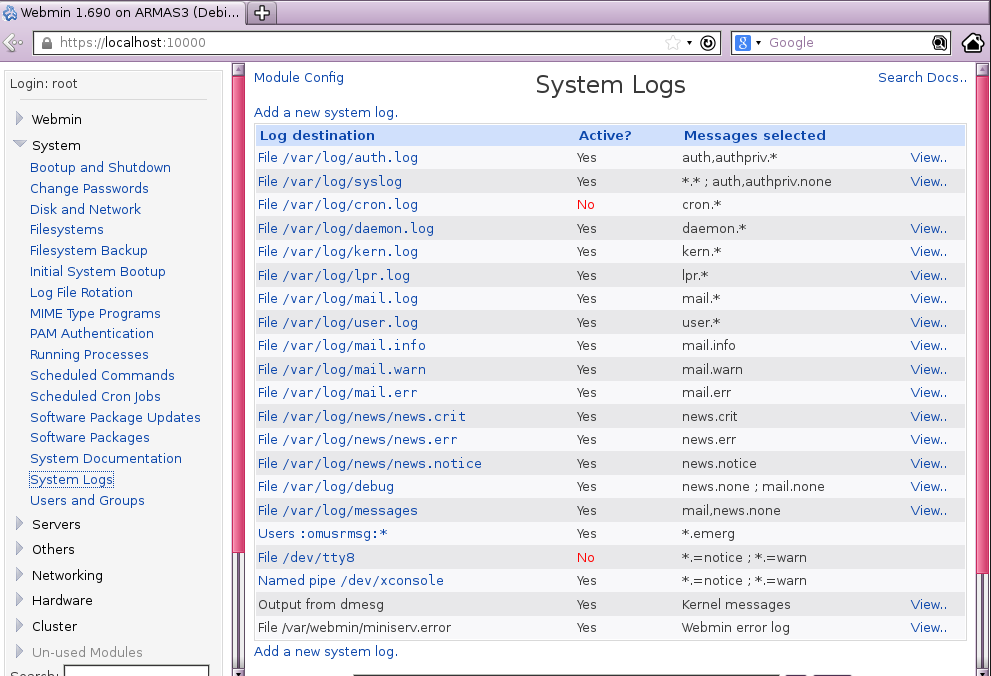 Webmin 1.690 on ARMAS3 (Debi...
https://localhost:10000
Google
Login: root
Webmin
System
Bootup and Shutdown
Change Passwords
Disk and Network
Filesystems
Filesystem Backup
Initial System Bootup
Log File Rotation
MIME Type Programs
PAM Authentication
Running Processes
Scheduled Commands
Scheduled Cron Jobs
Software Package Updates
Software Packages
System Documentation
System Logs
Users and Groups
Servers
Others
Networking
Hardware
Cluster
Un-used Modules
Search:
Module Config
System Logs
Search Docs..
Add a new system log.
Log destination Active? Messages selected
File /var/log/auth.log Yes auth,authpriv.* View..
File /var/log/syslog Yes *.* ; auth,authpriv.none View..
File /var/log/cron.log No cron.*
File /var/log/daemon.log Yes daemon.* View..
File /var/log/kern.log Yes kern.* View..
File /var/log/lpr.log Yes lpr.* View..
File /var/log/mail.log Yes mail.* View..
File /var/log/user.log Yes user.* View..
File /var/log/mail.info Yes mail.info View..
File /var/log/mail.warn Yes mail.warn View..
File /var/log/mail.err Yes mail.err View..
File /var/log/news/news.crit Yes news.crit View..
File /var/log/news/news.err Yes news.err View..
File /var/log/news/news.notice Yes news.notice View..
File /var/log/debug Yes news.none ; mail.none View..
File /var/log/messages Yes mail,news.none View..
Users :omusrmsg:* Yes *.emerg
File /dev/tty8 No *.=notice ; *.=warn
Named pipe /dev/xconsole Yes *.=notice ; *.=warn
Output from dmesg Yes Kernel messages View..
File /var/webmin/miniserv.error Yes Webmin error log View..
Add a new system log.